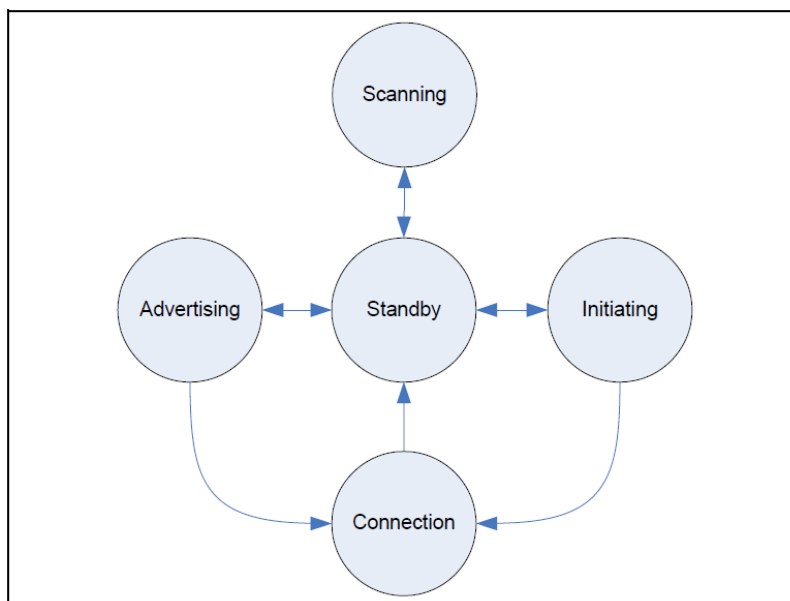 Scanning
Advertising
Standby
Initiating
Connection